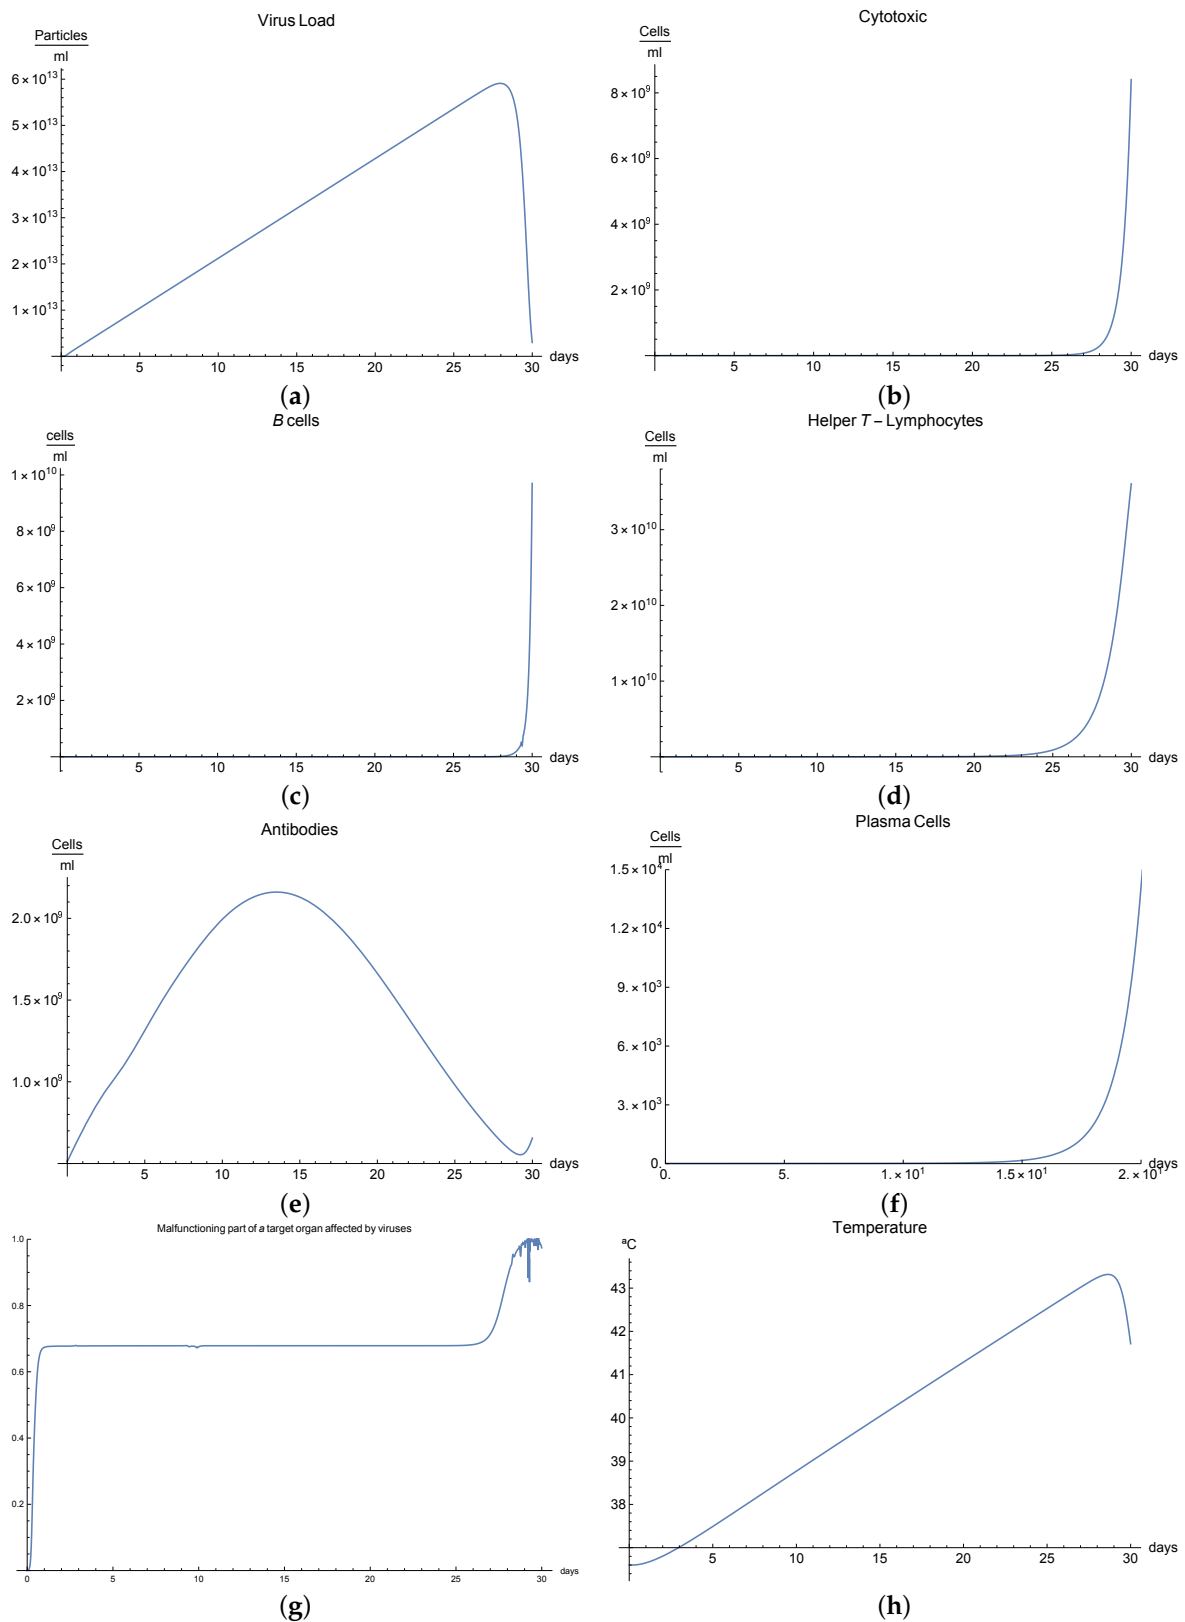 Virus Load
Particles
ml
6 × 10^13
5 × 10^13
4 × 10^13
3 × 10^13
2 × 10^13
1 × 10^13
5 10 15 20 25 30 days
(a)
Cytotoxic
Cells
ml
8 × 10^9
6 × 10^9
4 × 10^9
2 × 10^9
5 10 15 20 25 30 days
(b)
B cells
cells
ml
1 × 10^10
8 × 10^9
6 × 10^9
4 × 10^9
2 × 10^9
5 10 15 20 25 30 days
(c)
Helper T – Lymphocytes
Cells
ml
3 × 10^10
2 × 10^10
1 × 10^10
5 10 15 20 25 30 days
(d)
Antibodies
Cells
ml
2.0 × 10^9
1.5 × 10^9
1.0 × 10^9
5 10 15 20 25 30 days
(e)
Plasma Cells
Cells
ml
1.5 × 10^4
1.2 × 10^4
9. × 10^3
6. × 10^3
3. × 10^3
0.
0. 5. 1. × 10^1 1.5 × 10^1 2. × 10^1 days
(f)
Malfunctioning part of a target organ affected by viruses
1.0
0.8
0.6
0.4
0.2
0 5 10 15 20 25 30 days
(g)
Temperature
ªC
43
42
41
40
39
38
5 10 15 20 25 30 days
(h)